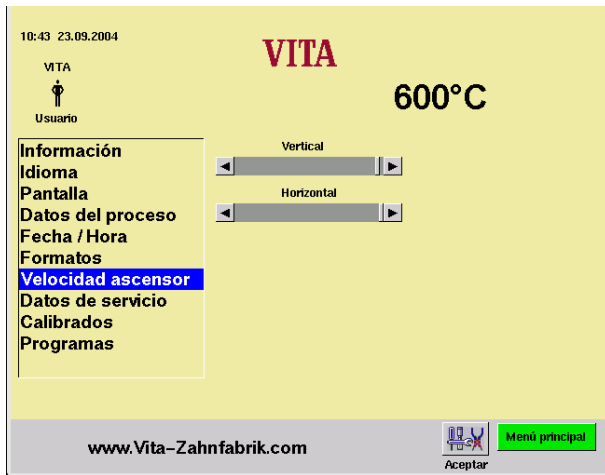 10:43 23.09.2004
VITA
VITA
600°C
Usuario
Información
Idioma
Pantalla
Datos del proceso
Fecha / Hora
Formatos
Velocidad ascensor
Datos de servicio
Calibrados
Programas
Vertical
Horizontal
www.Vita-Zahnfabrik.com
Aceptar
Menú principal